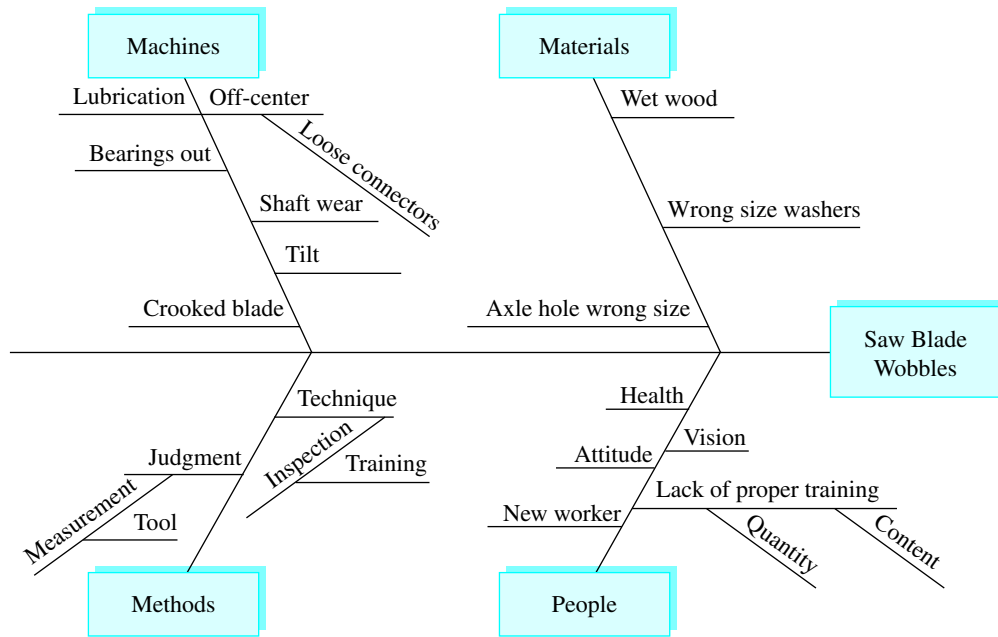 Machines
Materials
Lubrication
Off-center
Loose connectors
Wet wood
Bearings out
Shaft wear
Wrong size washers
Tilt
Crooked blade
Axle hole wrong size
Saw Blade
Wobbles
Technique
Health
Inspection
Vision
Judgment
Training
Attitude
Measurement
Tool
Lack of proper training
New worker
Quantity
Content
Methods
People